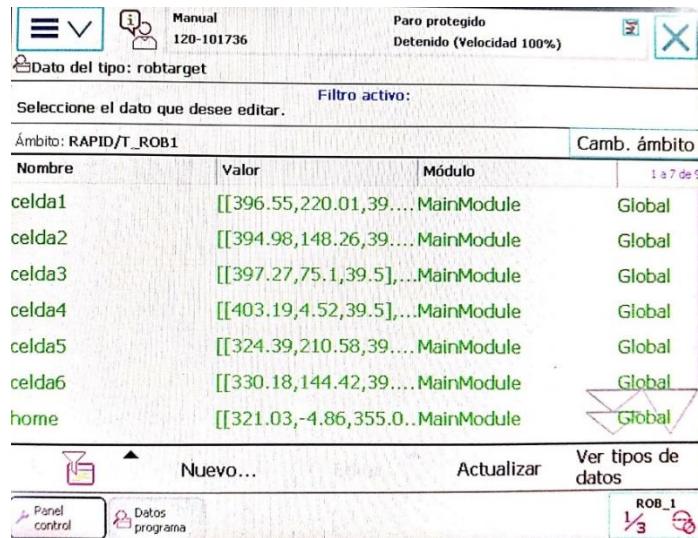 Manual
120-101736
Paro protegido
Detenido (Velocidad 100%)
Dato del tipo: robtarget
Filtro activo:
Seleccione el dato que desee editar.
Ámbito: RAPID/T_ROB1 Camb. ámbito
Nombre Valor Módulo 1 a 7 de 9
celda1 [[396.55,220.01,39.... MainModule Global
celda2 [[394.98,148.26,39.... MainModule Global
celda3 [[397.27,75.1,39.5],... MainModule Global
celda4 [[403.19,4.52,39.5],... MainModule Global
celda5 [[324.39,210.58,39.... MainModule Global
celda6 [[330.18,144.42,39.... MainModule Global
home [[321.03,-4.86,355.0.. MainModule Global
Nuevo... Actualizar Ver tipos de
datos
Panel
control
Datos
programa
ROB_1
1/3